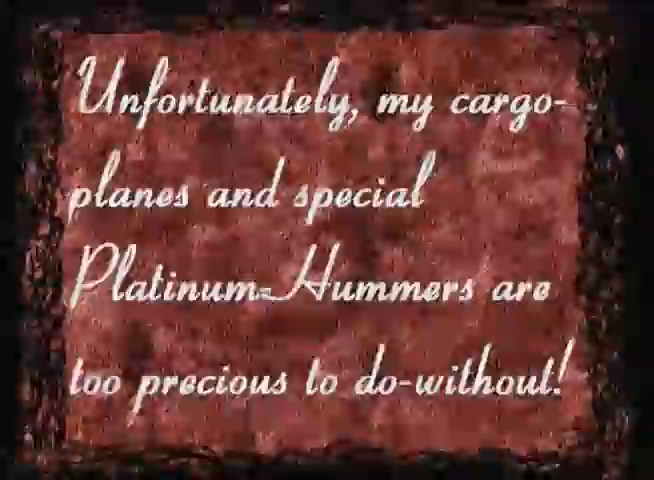 Unfortunately, my cargo-
planes and special
Platinum-Hummers are
too precious to do-without!